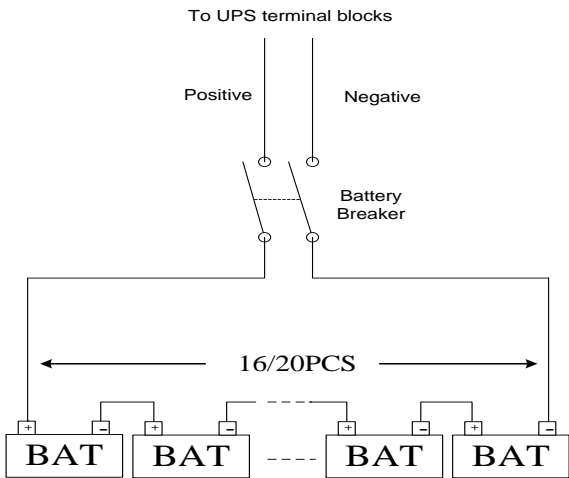 To UPS terminal blocks
Positive
Negative
Battery
Breaker
16/20PCS
+ − + − + − + −
BAT BAT BAT BAT